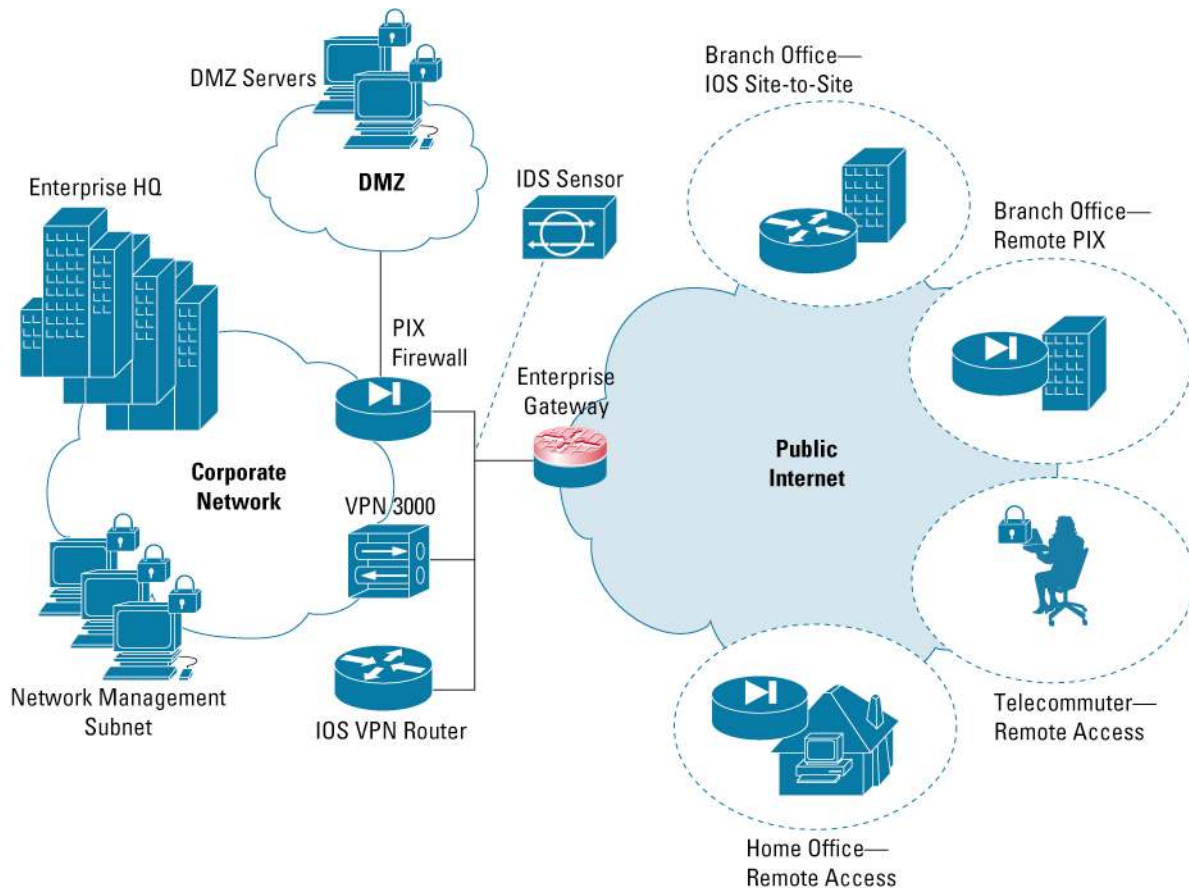 DMZ Servers
DMZ
Branch Office—
IOS Site-to-Site
IDS Sensor
Enterprise HQ
Branch Office—
Remote PIX
PIX
Firewall
Enterprise
Gateway
Public
Internet
Corporate
Network
VPN 3000
Network Management
Subnet
IOS VPN Router
Telecommuter—
Remote Access
Home Office—
Remote Access